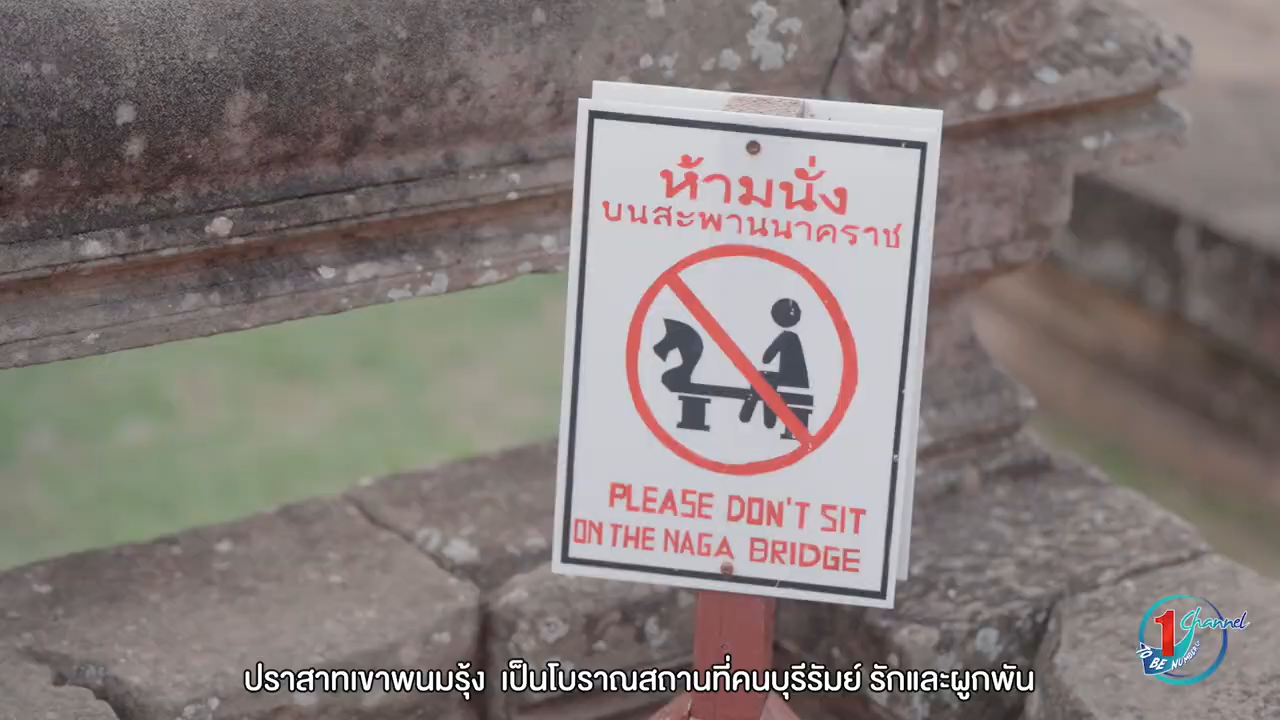 ห้ามนั่ง
บนสะพานนาคราช
PLEASE DON'T SIT
ON THE NAGA BRIDGE
1 Channel
TO BE NUMBER 1
ปราสาทเขาพนมรุ้ง เป็นโบราณสถานที่คนบุรีรัมย์ รักและผูกพัน